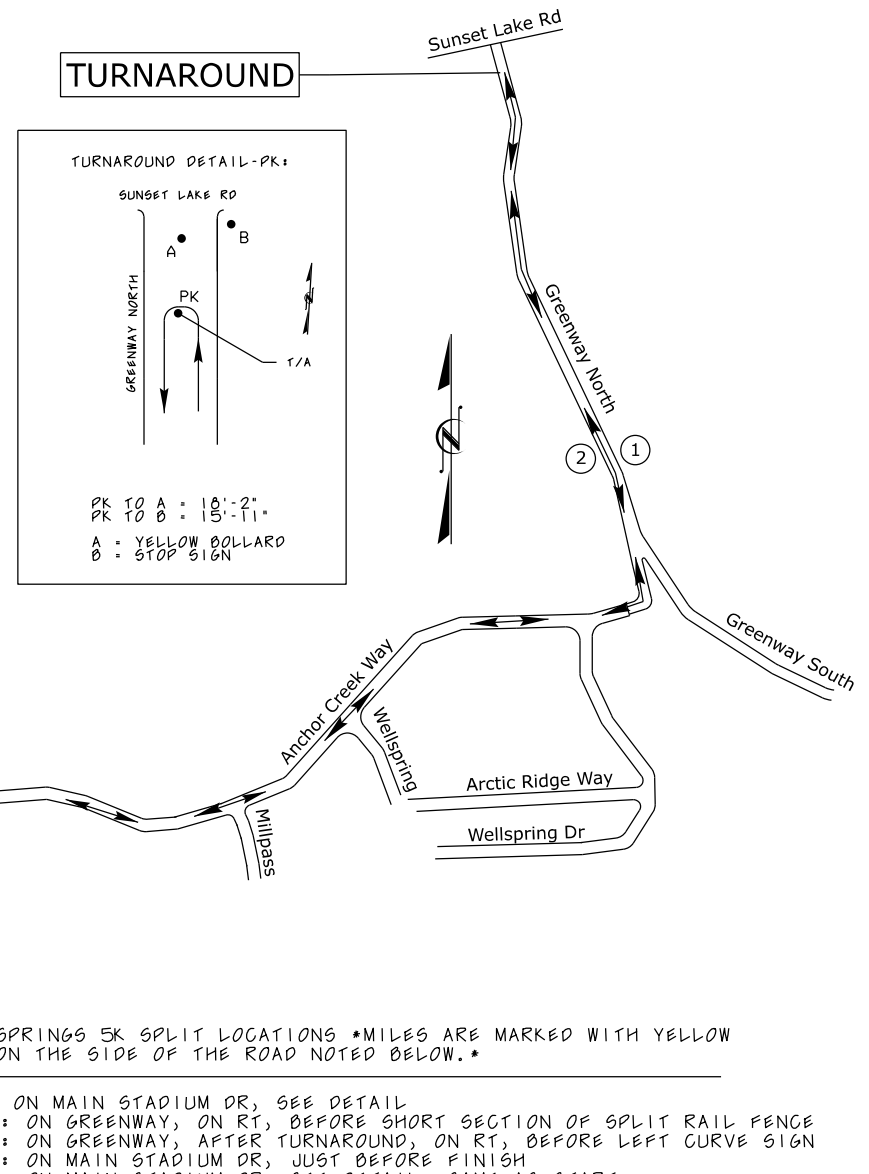 Sunset Lake Rd
TURNAROUND
TURNAROUND DETAIL-PK:
SUNSET LAKE RD
A
B
GREENWAY NORTH
PK
T/A
N
PK TO A = 18'-2"
PK TO B = 15'-11"
A = YELLOW BOLLARD
B = STOP SIGN
Greenway North
N
2
1
Greenway South
Anchor Creek Way
Wellspring
Arctic Ridge Way
Wellspring Dr
Millpass
SPRINGS 5K SPLIT LOCATIONS *MILES ARE MARKED WITH YELLOW
ON THE SIDE OF THE ROAD NOTED BELOW.*
ON MAIN STADIUM DR, SEE DETAIL
: ON GREENWAY, ON RT, BEFORE SHORT SECTION OF SPLIT RAIL FENCE
: ON GREENWAY, AFTER TURNAROUND, ON RT, BEFORE LEFT CURVE SIGN
: ON MAIN STADIUM DR, JUST BEFORE FINISH